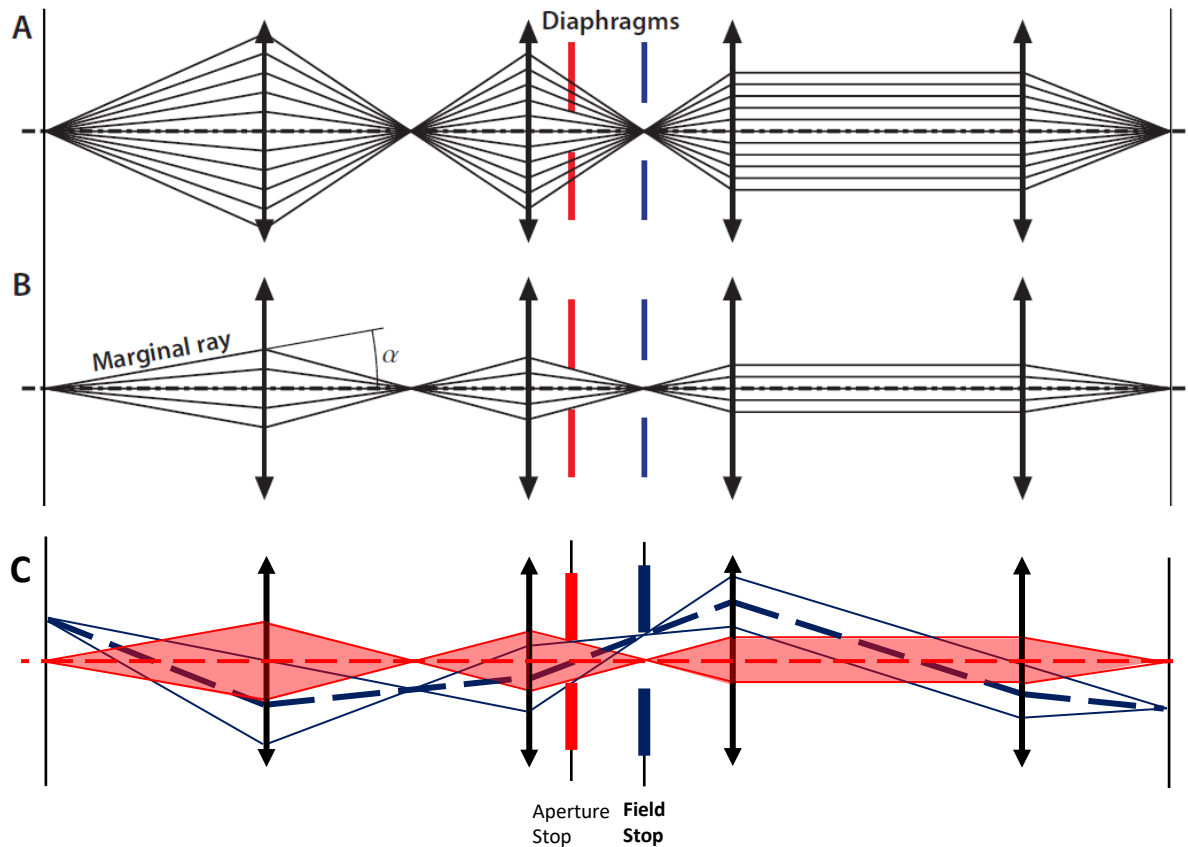 A
Diaphragms
B
Marginal ray
α
C
Aperture Field
Stop Stop